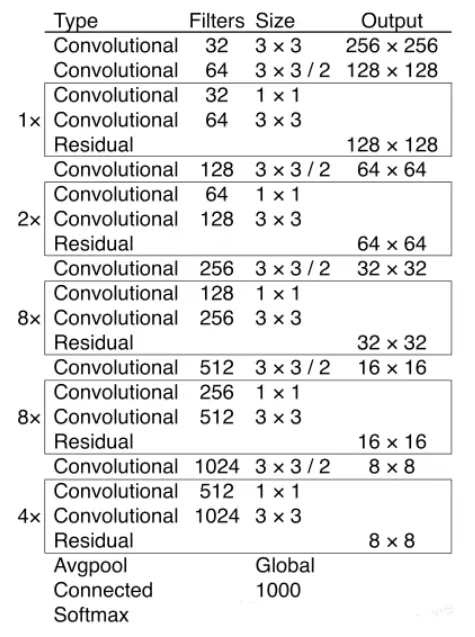 Type Filters Size Output
Convolutional 32 3 × 3 256 × 256
Convolutional 64 3 × 3 / 2 128 × 128
Convolutional 32 1 × 1
1× Convolutional 64 3 × 3
Residual 128 × 128
Convolutional 128 3 × 3 / 2 64 × 64
Convolutional 64 1 × 1
2× Convolutional 128 3 × 3
Residual 64 × 64
Convolutional 256 3 × 3 / 2 32 × 32
Convolutional 128 1 × 1
8× Convolutional 256 3 × 3
Residual 32 × 32
Convolutional 512 3 × 3 / 2 16 × 16
Convolutional 256 1 × 1
8× Convolutional 512 3 × 3
Residual 16 × 16
Convolutional 1024 3 × 3 / 2 8 × 8
Convolutional 512 1 × 1
4× Convolutional 1024 3 × 3
Residual 8 × 8
Avgpool Global
Connected 1000
Softmax